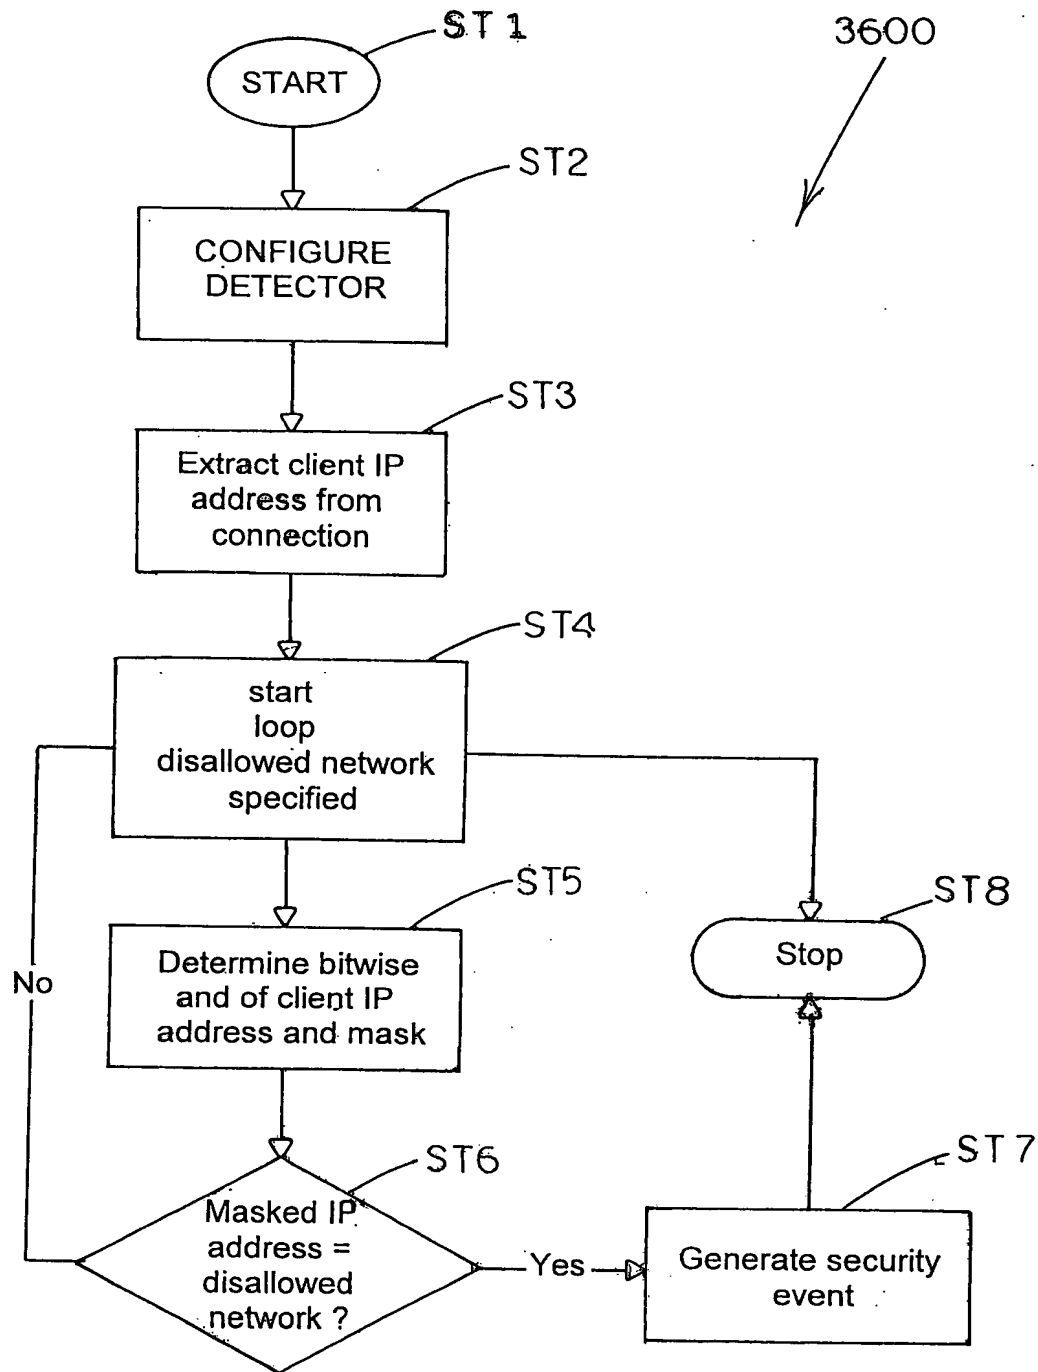 ST 1
3600
START
ST2
CONFIGURE
DETECTOR
ST3
Extract client IP
address from
connection
ST4
start
loop
disallowed network
specified
ST5
ST8
Stop
No
Determine bitwise
and of client IP
address and mask
ST6
ST 7
Masked IP
address =
disallowed
network ?
Yes
Generate security
event